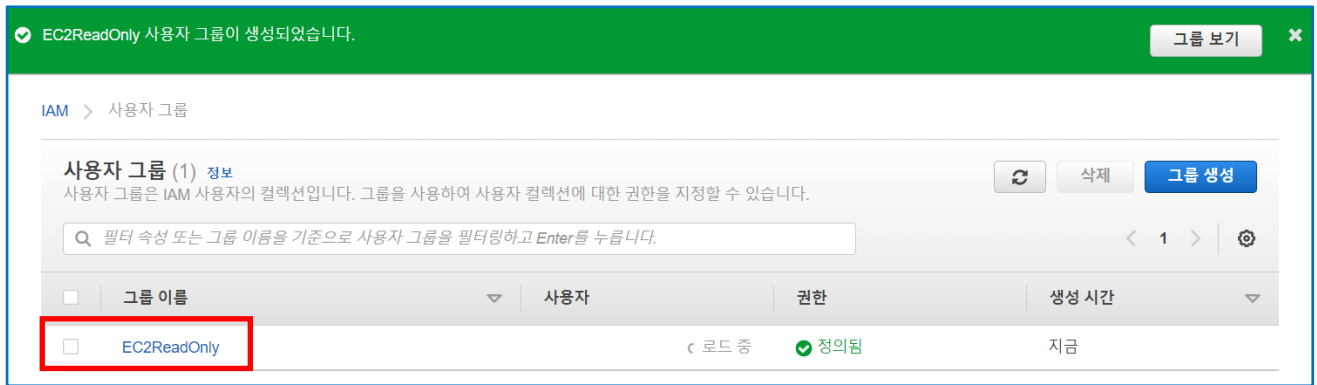 EC2ReadOnly 사용자 그룹이 생성되었습니다.
그룹 보기
IAM > 사용자 그룹
사용자 그룹 (1) 정보
삭제
그룹 생성
사용자 그룹은 IAM 사용자의 컬렉션입니다. 그룹을 사용하여 사용자 컬렉션에 대한 권한을 지정할 수 있습니다.
필터 속성 또는 그룹 이름을 기준으로 사용자 그룹을 필터링하고 Enter를 누릅니다.
< 1 >
그룹 이름 사용자 권한 생성 시간
EC2ReadOnly 로드 중 정의됨 지금